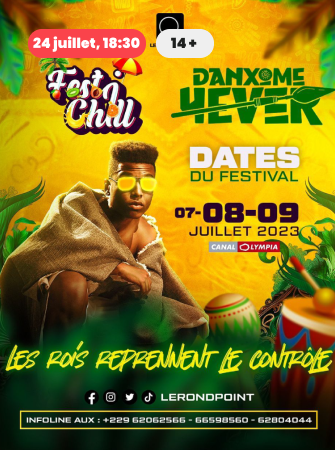 24 juillet, 18:30
14+
Fest
Chill
DANXOME
4EVER
DATES
DU FESTIVAL
07-08-09
JUILLET 2023
CANAL OLYMPIA
LES ROIS REPRENNENT LE CONTRÔLE
LERONDPOINT
INFOLINE AUX : +229 62062566 - 66598560 - 62804044